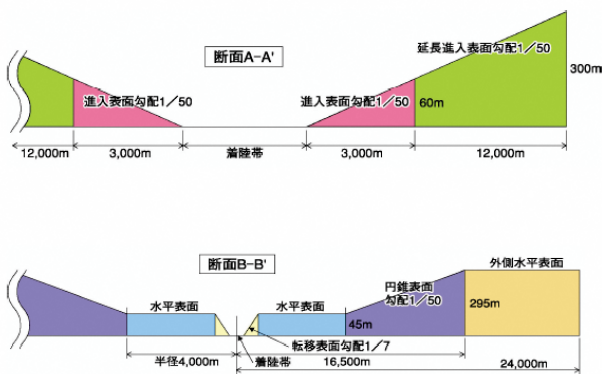 断面A-A'
延長進入表面勾配1／50
300m
進入表面勾配1／50
進入表面勾配1／50
60m
12,000m
3,000m
着陸帯
3,000m
12,000m
断面B-B'
外側水平表面
水平表面
水平表面
円錐表面
勾配1／50
295m
45m
転移表面勾配1／7
半径4,000m
着陸帯
16,500m
24,000m